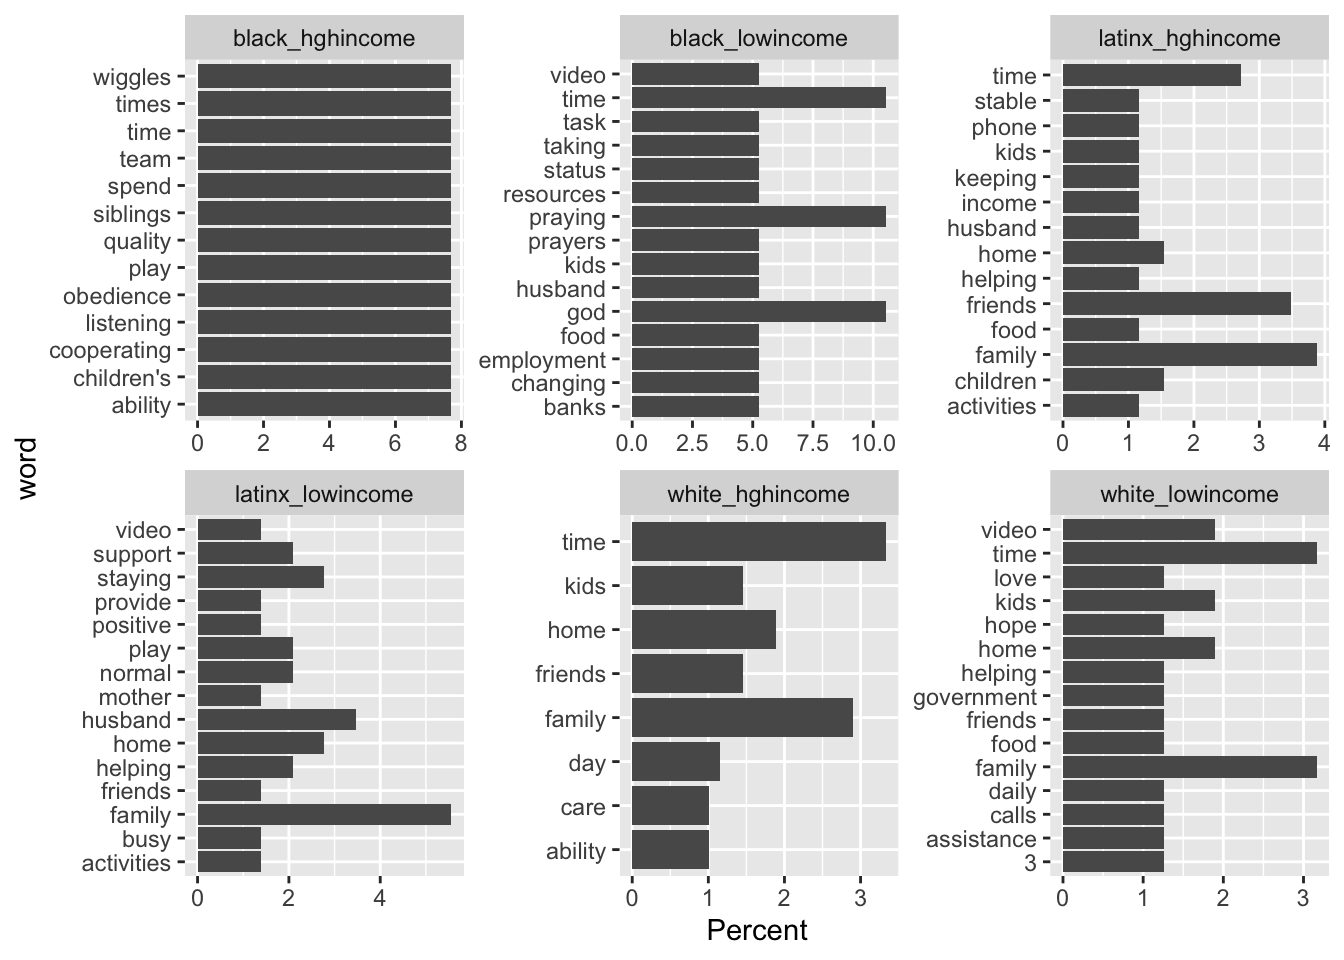 black_hghincome
wiggles
times
time
team
spend
siblings
quality
play
obedience
listening
cooperating
children's
ability
0 2 4 6 8
black_lowincome
video
time
task
taking
status
resources
praying
prayers
kids
husband
god
food
employment
changing
banks
0.0 2.5 5.0 7.5 10.0
latinx_hghincome
time
stable
phone
kids
keeping
income
husband
home
helping
friends
food
family
children
activities
0 1 2 3 4
word
latinx_lowincome
video
support
staying
provide
positive
play
normal
mother
husband
home
helping
friends
family
busy
activities
0 2 4
white_hghincome
time
kids
home
friends
family
day
care
ability
0 1 2 3
white_lowincome
video
time
love
kids
hope
home
helping
government
friends
food
family
daily
calls
assistance
3
0 1 2 3
Percent